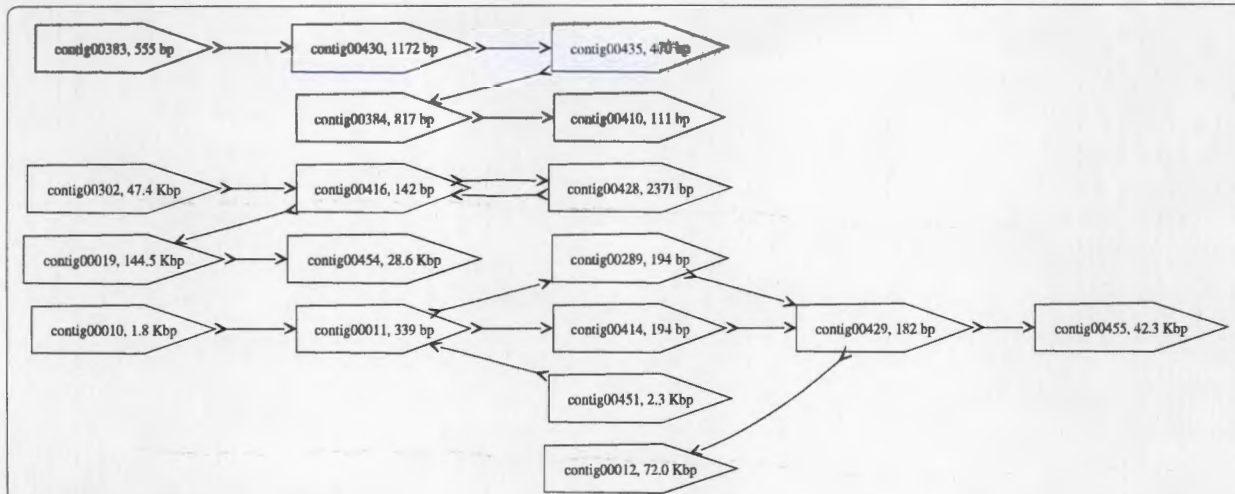 contig00383, 555 bp
contig00430, 1172 bp
contig00435, 470 bp
contig00384, 817 bp
contig00410, 111 bp
contig00302, 47.4 Kbp
contig00416, 142 bp
contig00428, 2371 bp
contig00019, 144.5 Kbp
contig00454, 28.6 Kbp
contig00289, 194 bp
contig00010, 1.8 Kbp
contig00011, 339 bp
contig00414, 194 bp
contig00429, 182 bp
contig00455, 42.3 Kbp
contig00451, 2.3 Kbp
contig00012, 72.0 Kbp